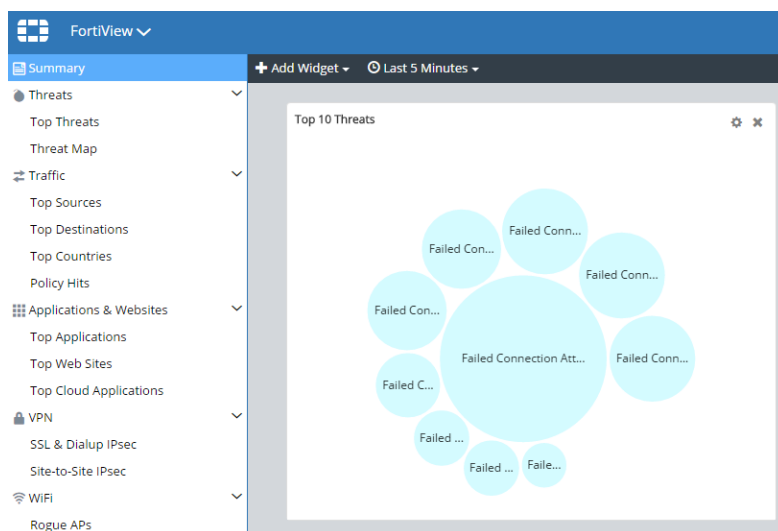 FortiView
Summary
Threats
Top Threats
Threat Map
Traffic
Top Sources
Top Destinations
Top Countries
Policy Hits
Applications & Websites
Top Applications
Top Web Sites
Top Cloud Applications
VPN
SSL & Dialup IPsec
Site-to-Site IPsec
WiFi
Rogue APs
Add Widget
Last 5 Minutes
Top 10 Threats
Failed Conn...
Failed Con...
Failed Conn...
Failed Con...
Failed Connection Att...
Failed Conn...
Failed C...
Failed ...
Failed ...
Faile...